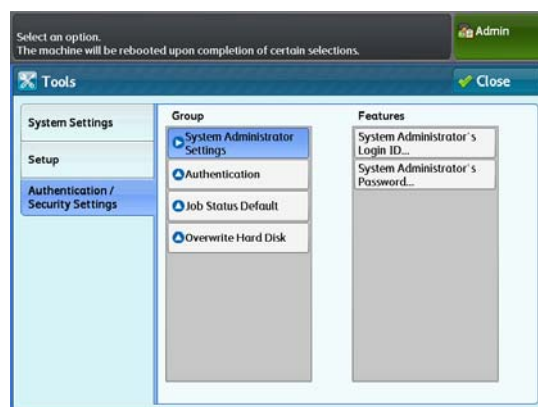 Select an option.
The machine will be rebooted upon completion of certain selections.
Admin
Tools
Close
System Settings
Setup
Authentication /
Security Settings
Group
System Administrator
Settings
Authentication
Job Status Default
Overwrite Hard Disk
Features
System Administrator's
Login ID...
System Administrator's
Password...